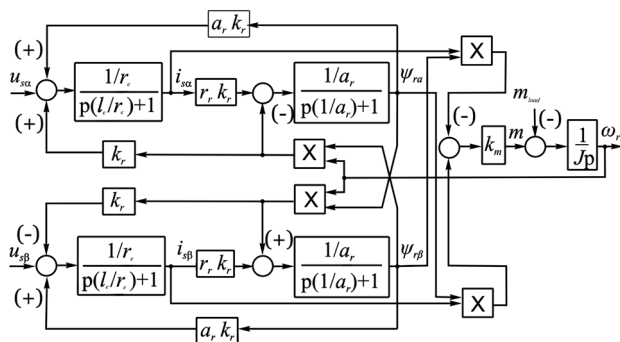 a_r k_r
(+)
u_sα
1/r_e
p(l_e/r_e)+1
i_sα
r_r k_r
1/a_r
p(1/a_r)+1
ψ_ra
X
(+)
k_r
(-)
X
(-)
m_load
(-)
k_m
m
1
Jp
ω_r
k_r
X
(-)
u_sβ
1/r_e
p(l_e/r_e)+1
i_sβ
r_r k_r
(+)
1/a_r
p(1/a_r)+1
ψ_rβ
X
(+)
a_r k_r